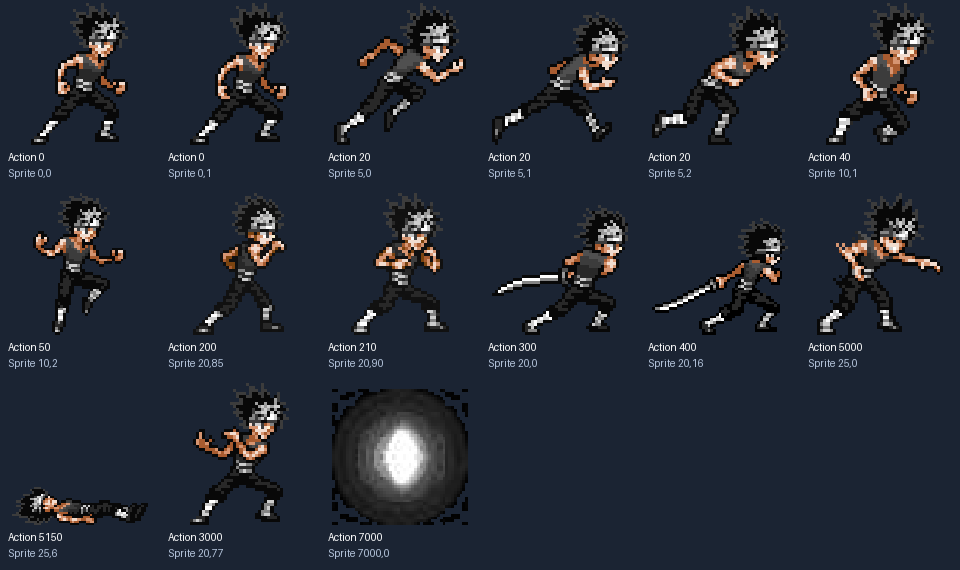 Action 0
Sprite 0,0
Action 0
Sprite 0,1
Action 20
Sprite 5,0
Action 20
Sprite 5,1
Action 20
Sprite 5,2
Action 40
Sprite 10,1
Action 50
Sprite 10,2
Action 200
Sprite 20,85
Action 210
Sprite 20,90
Action 300
Sprite 20,0
Action 400
Sprite 20,16
Action 5000
Sprite 25,0
Action 5150
Sprite 25,6
Action 3000
Sprite 20,77
Action 7000
Sprite 7000,0